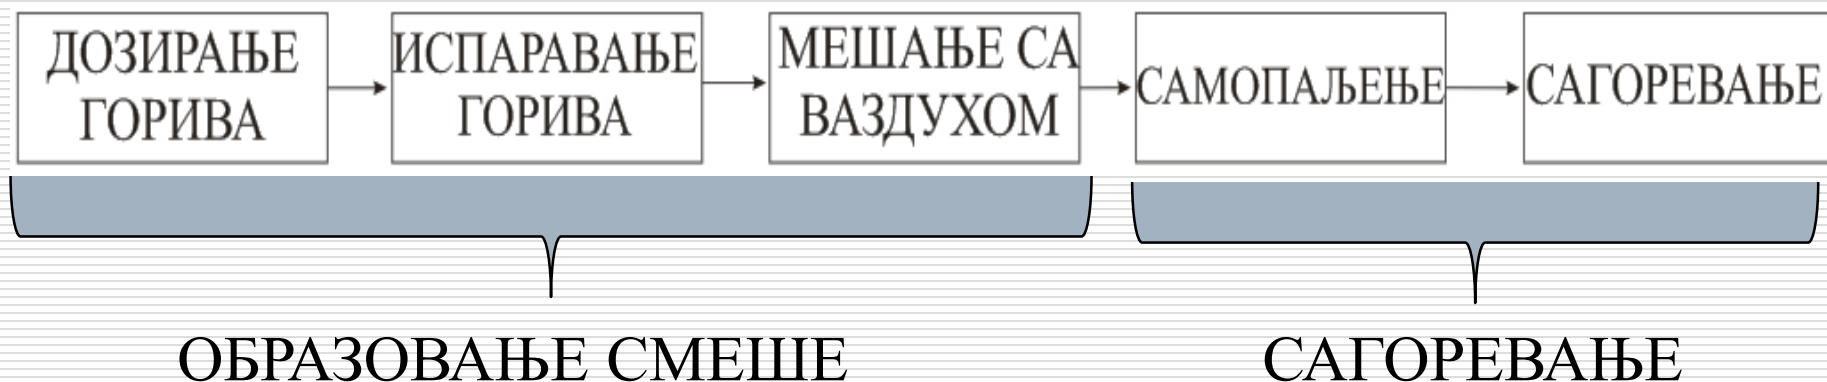 ДОЗИРАЊЕ
ГОРИВА
ИСПАРАВАЊЕ
ГОРИВА
МЕШАЊЕ СА
ВАЗДУХОМ
САМОПАЉЕЊЕ
САГОРЕВАЊЕ
ОБРАЗОВАЊЕ СМЕШЕ
САГОРЕВАЊЕ